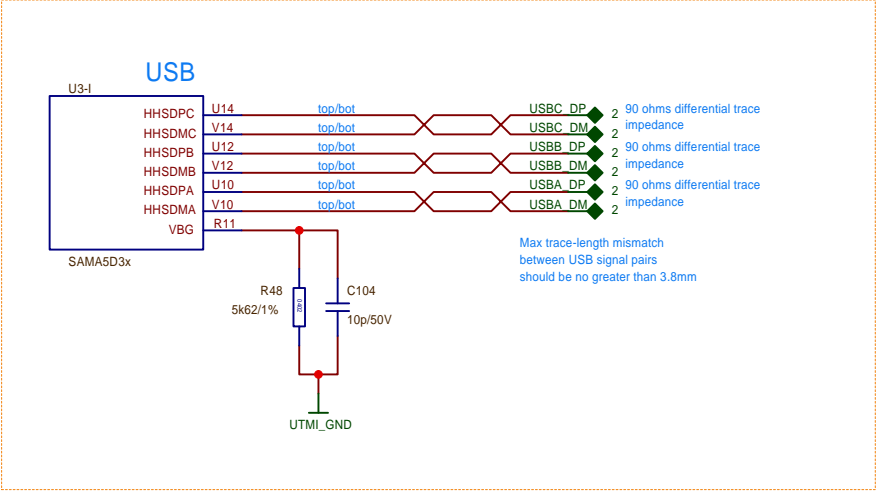 USB
U3-I
HHSDPC U14 top/bot USBC_DP 2 90 ohms differential trace
impedance
HHSDMC V14 top/bot USBC_DM 2
HHSDPB U12 top/bot USBB_DP 2 90 ohms differential trace
impedance
HHSDMB V12 top/bot USBB_DM 2
HHSDPA U10 top/bot USBA_DP 2 90 ohms differential trace
impedance
HHSDMA V10 top/bot USBA_DM 2
VBG R11
SAMA5D3x
Max trace-length mismatch
between USB signal pairs
should be no greater than 3.8mm
R48
5k62/1%
0402
C104
10p/50V
UTMI_GND